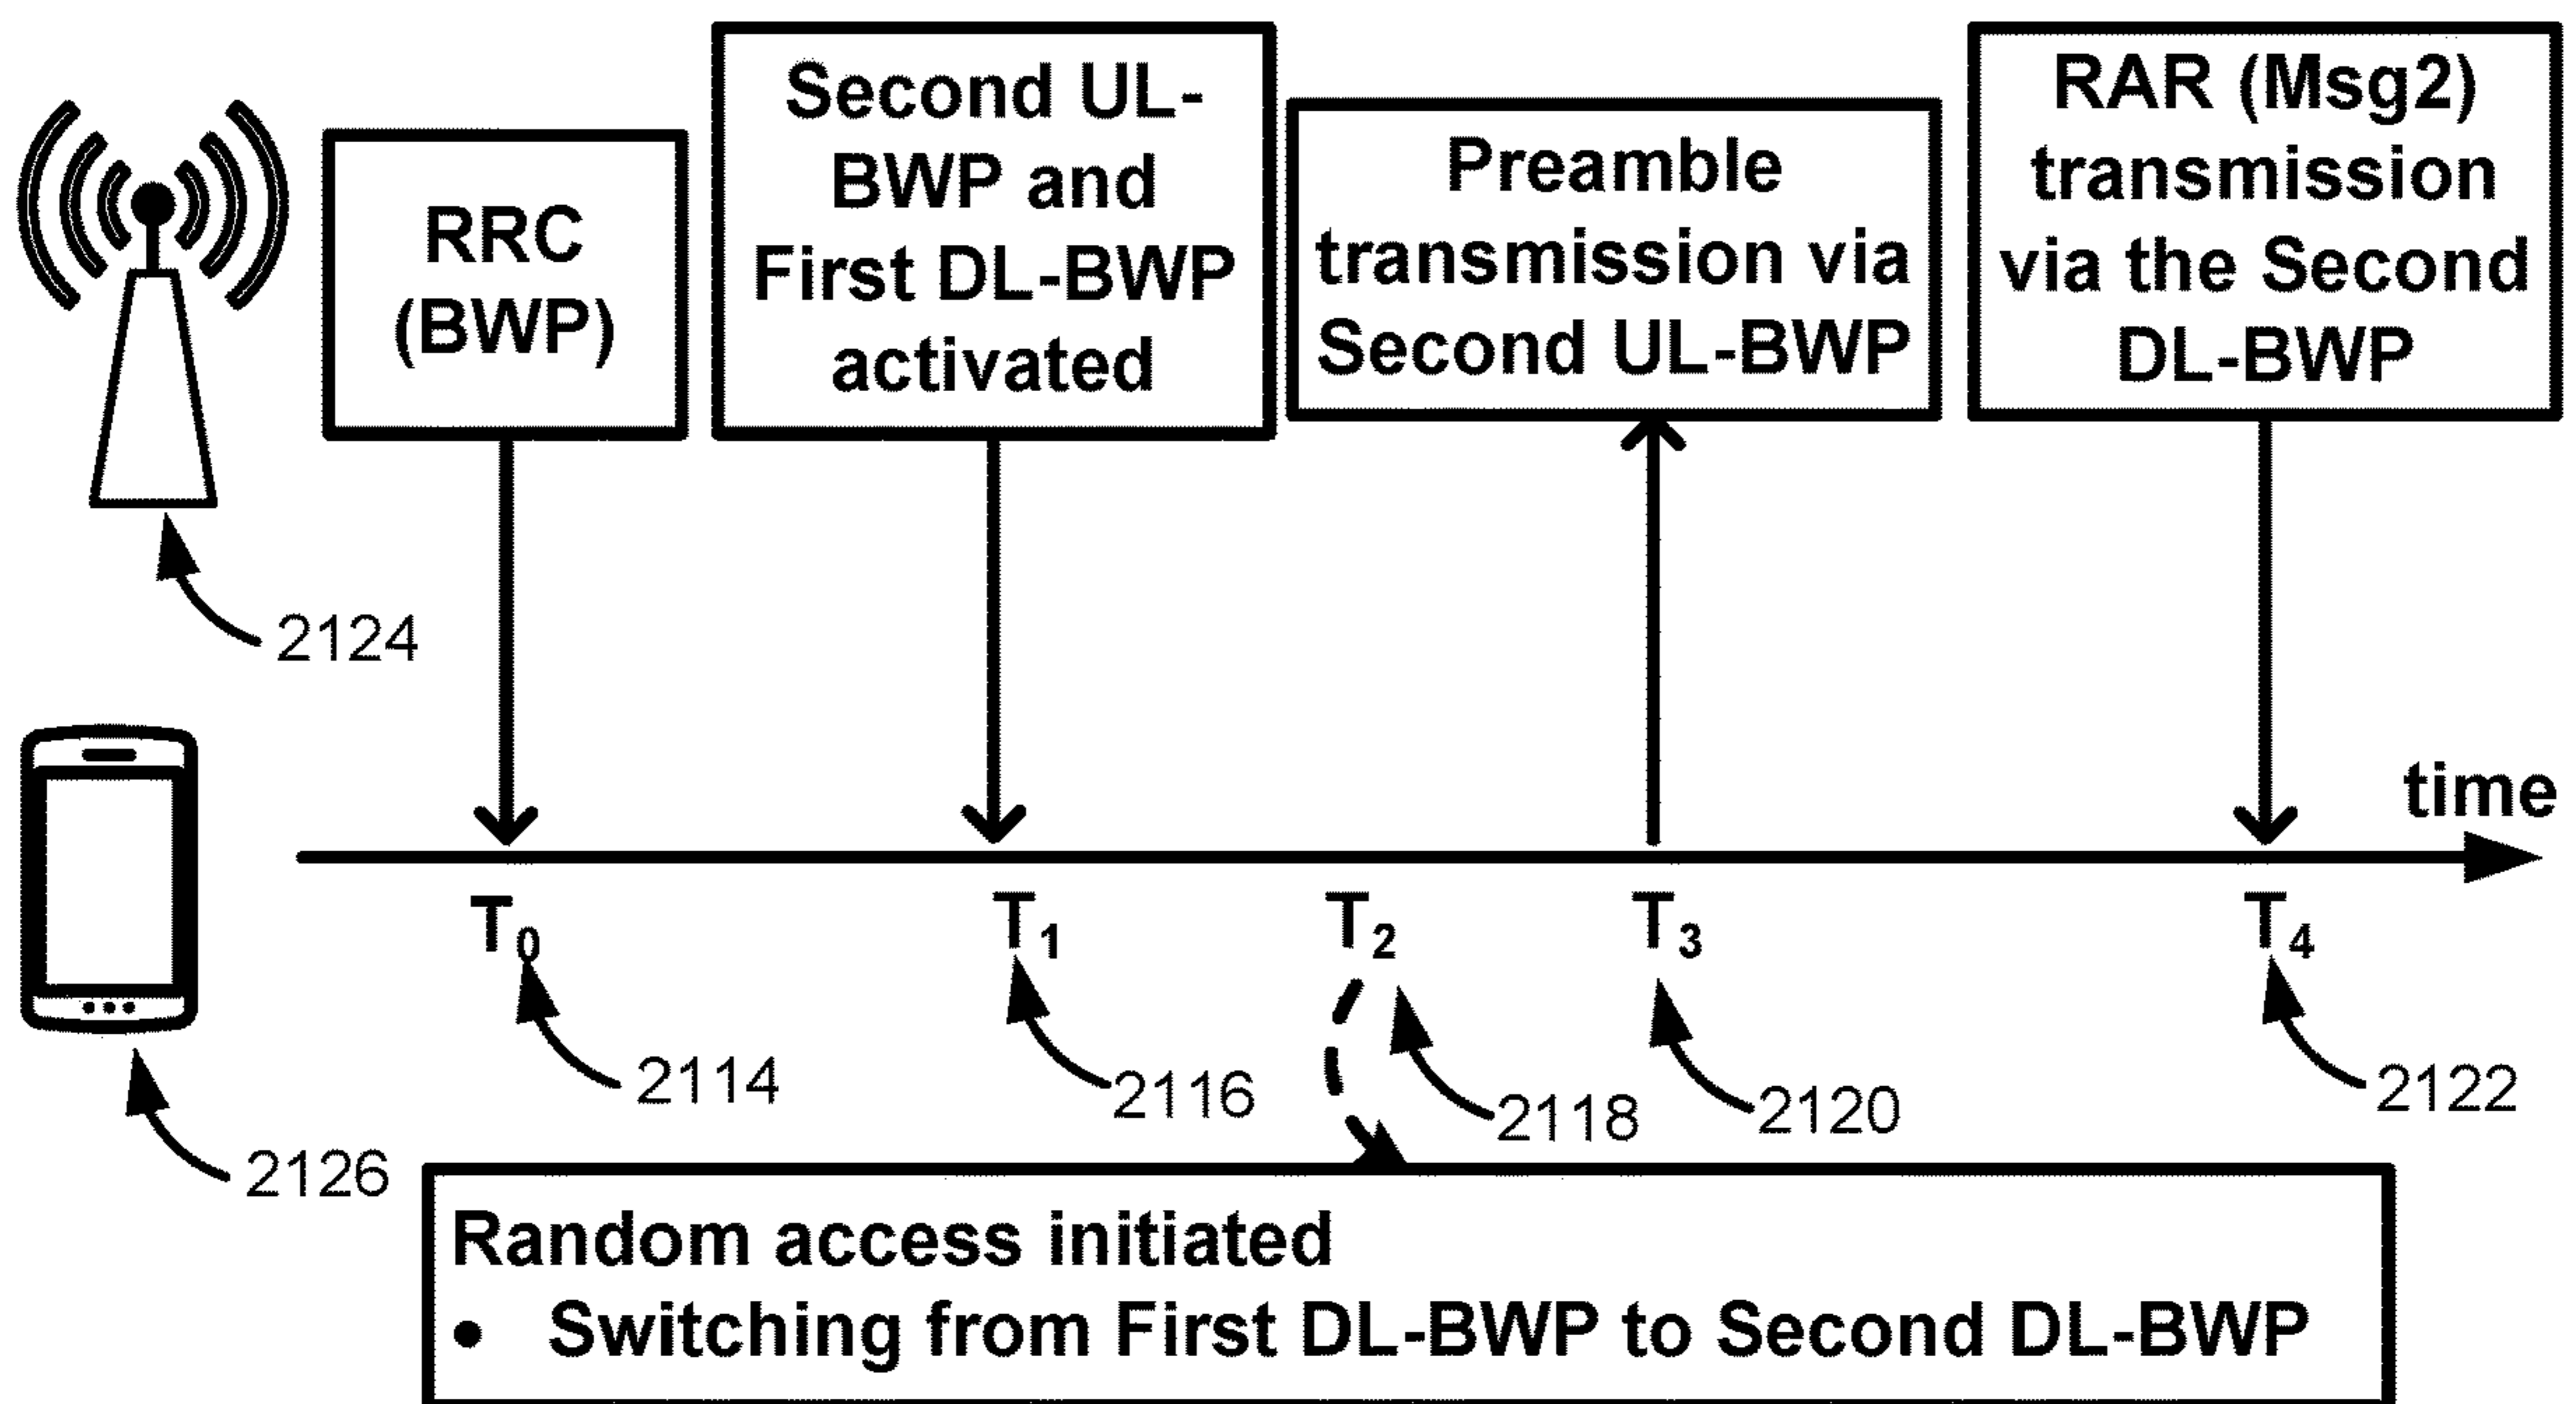 RRC
(BWP)
Second UL-
BWP and
First DL-BWP
activated
Preamble
transmission via
Second UL-BWP
RAR (Msg2)
transmission
via the Second
DL-BWP
2124
time
T0
T1
T2
T3
T4
2114
2116
2118
2120
2122
2126
Random access initiated
• Switching from First DL-BWP to Second DL-BWP